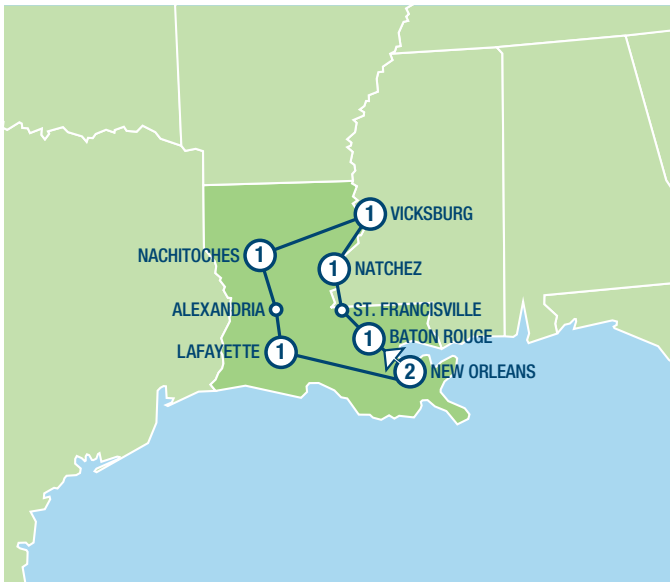 1 VICKSBURG
NACHITOCHES 1
1 NATCHEZ
ALEXANDRIA
ST. FRANCISVILLE
1 BATON ROUGE
LAFAYETTE 1
2 NEW ORLEANS